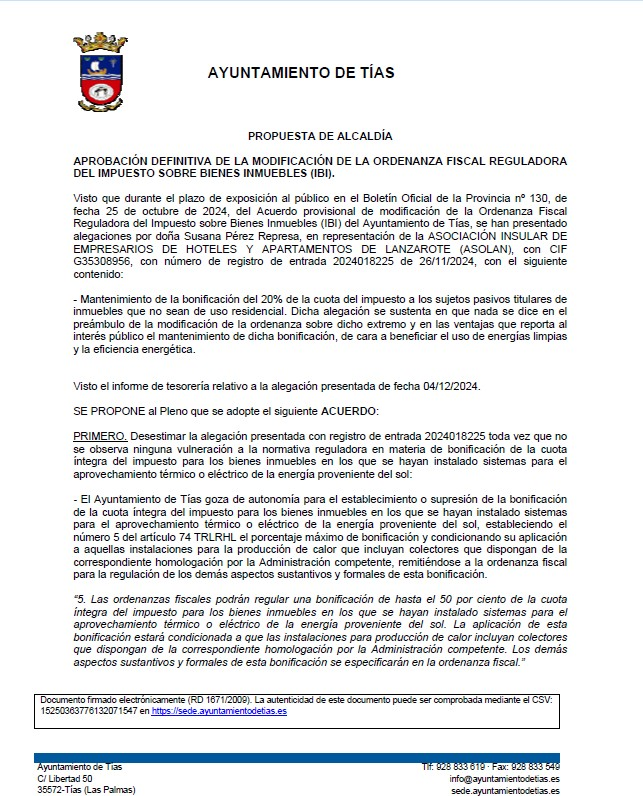 AYUNTAMIENTO DE TÍAS
PROPUESTA DE ALCALDÍA
APROBACIÓN DEFINITIVA DE LA MODIFICACIÓN DE LA ORDENANZA FISCAL REGULADORA
DEL IMPUESTO SOBRE BIENES INMUEBLES (IBI).
Visto que durante el plazo de exposición al público en el Boletín Oficial de la Provincia nº 130, de
fecha 25 de octubre de 2024, del Acuerdo provisional de modificación de la Ordenanza Fiscal
Reguladora del Impuesto sobre Bienes Inmuebles (IBI) del Ayuntamiento de Tías, se han presentado
alegaciones por doña Susana Pérez Represa, en representación de la ASOCIACIÓN INSULAR DE
EMPRESARIOS DE HOTELES Y APARTAMENTOS DE LANZAROTE (ASOLAN), con CIF
G35308956, con número de registro de entrada 2024018225 de 26/11/2024, con el siguiente
contenido:
- Mantenimiento de la bonificación del 20% de la cuota del impuesto a los sujetos pasivos titulares de
inmuebles que no sean de uso residencial. Dicha alegación se sustenta en que nada se dice en el
preámbulo de la modificación de la ordenanza sobre dicho extremo y en las ventajas que reporta al
interés público el mantenimiento de dicha bonificación, de cara a beneficiar el uso de energías limpias
y la eficiencia energética.
Visto el informe de tesorería relativo a la alegación presentada de fecha 04/12/2024.
SE PROPONE al Pleno que se adopte el siguiente ACUERDO:
PRIMERO. Desestimar la alegación presentada con registro de entrada 2024018225 toda vez que no
se observa ninguna vulneración a la normativa reguladora en materia de bonificación de la cuota
íntegra del impuesto para los bienes inmuebles en los que se hayan instalado sistemas para el
aprovechamiento térmico o eléctrico de la energía proveniente del sol:
- El Ayuntamiento de Tías goza de autonomía para el establecimiento o supresión de la bonificación
de la cuota íntegra del impuesto para los bienes inmuebles en los que se hayan instalado sistemas
para el aprovechamiento térmico o eléctrico de la energía proveniente del sol, estableciendo el
número 5 del artículo 74 TRLRHL el porcentaje máximo de bonificación y condicionando su aplicación
a aquellas instalaciones para la producción de calor que incluyan colectores que dispongan de la
correspondiente homologación por la Administración competente, remitiéndose a la ordenanza fiscal
para la regulación de los demás aspectos sustantivos y formales de esta bonificación.
“5. Las ordenanzas fiscales podrán regular una bonificación de hasta el 50 por ciento de la cuota
íntegra del impuesto para los bienes inmuebles en los que se hayan instalado sistemas para el
aprovechamiento térmico o eléctrico de la energía proveniente del sol. La aplicación de esta
bonificación estará condicionada a que las instalaciones para producción de calor incluyan colectores
que dispongan de la correspondiente homologación por la Administración competente. Los demás
aspectos sustantivos y formales de esta bonificación se especificarán en la ordenanza fiscal.”
Documento firmado electrónicamente (RD 1671/2009). La autenticidad de este documento puede ser comprobada mediante el CSV:
15250363776132071547 en https://sede.ayuntamientodetias.es
Ayuntamiento de Tías
Tlf: 928 833 619 · Fax: 928 833 549
C/ Libertad 50
info@ayuntamientodetias.es
35572-Tías (Las Palmas)
sede.ayuntamientodetias.es